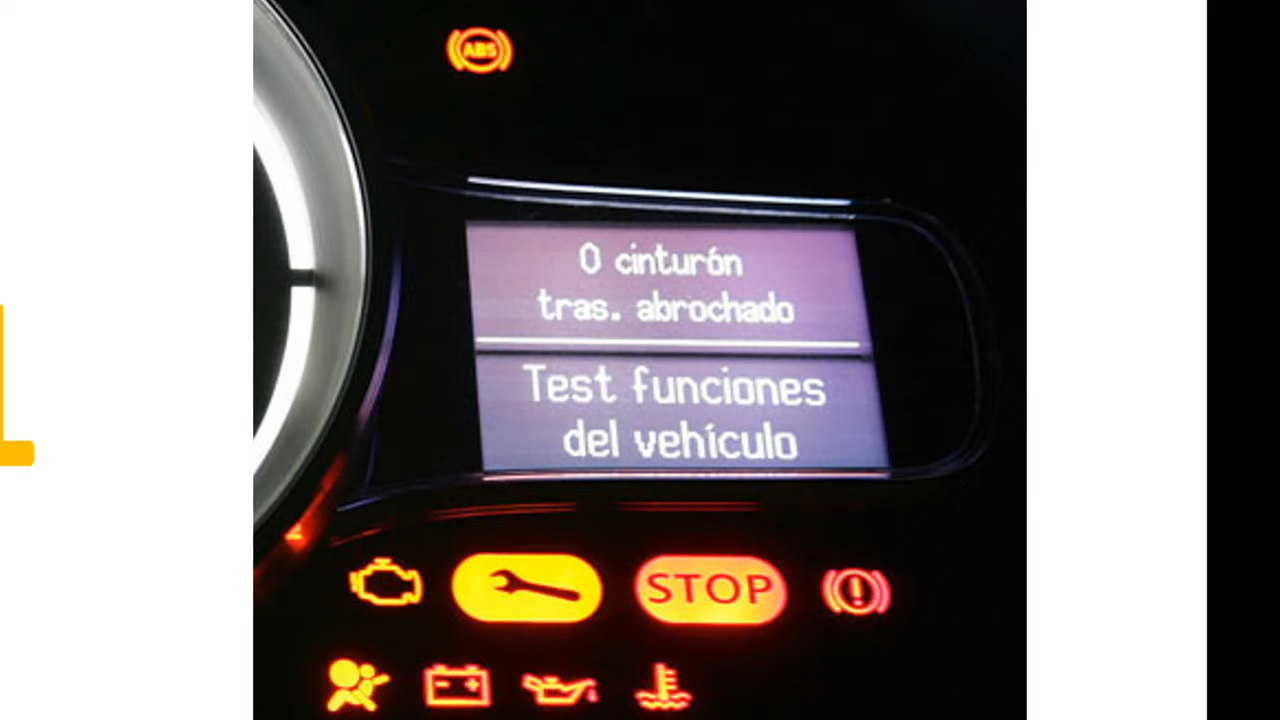 ABS
0 cinturón
tras. abrochado
Test funciones
del vehículo
STOP